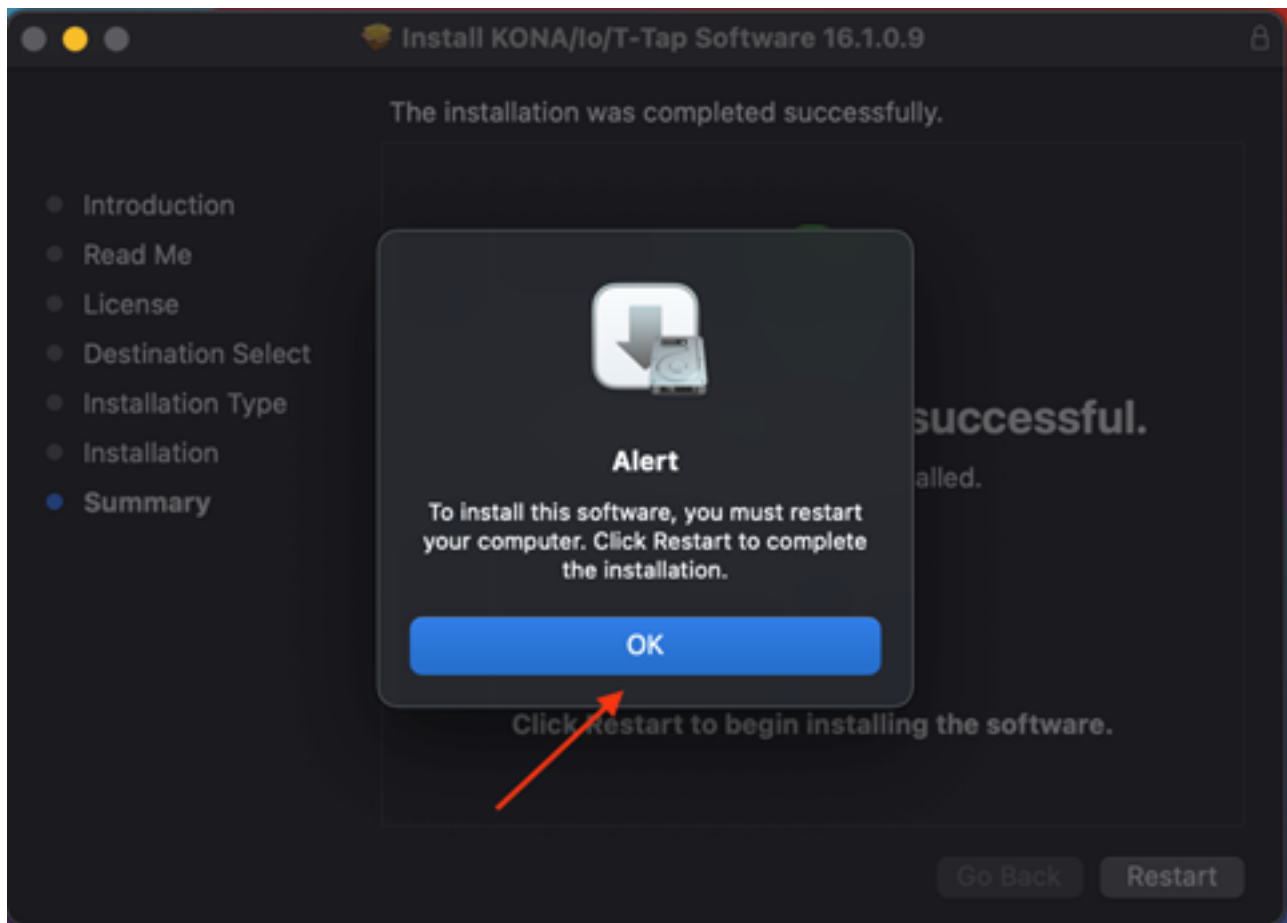 Install KONA/Io/T-Tap Software 16.1.0.9
The installation was completed successfully.
Introduction
Read Me
License
Destination Select
Installation Type
Installation
Summary
successful.
alled.
Alert
To install this software, you must restart
your computer. Click Restart to complete
the installation.
OK
Click Restart to begin installing the software.
Go Back
Restart